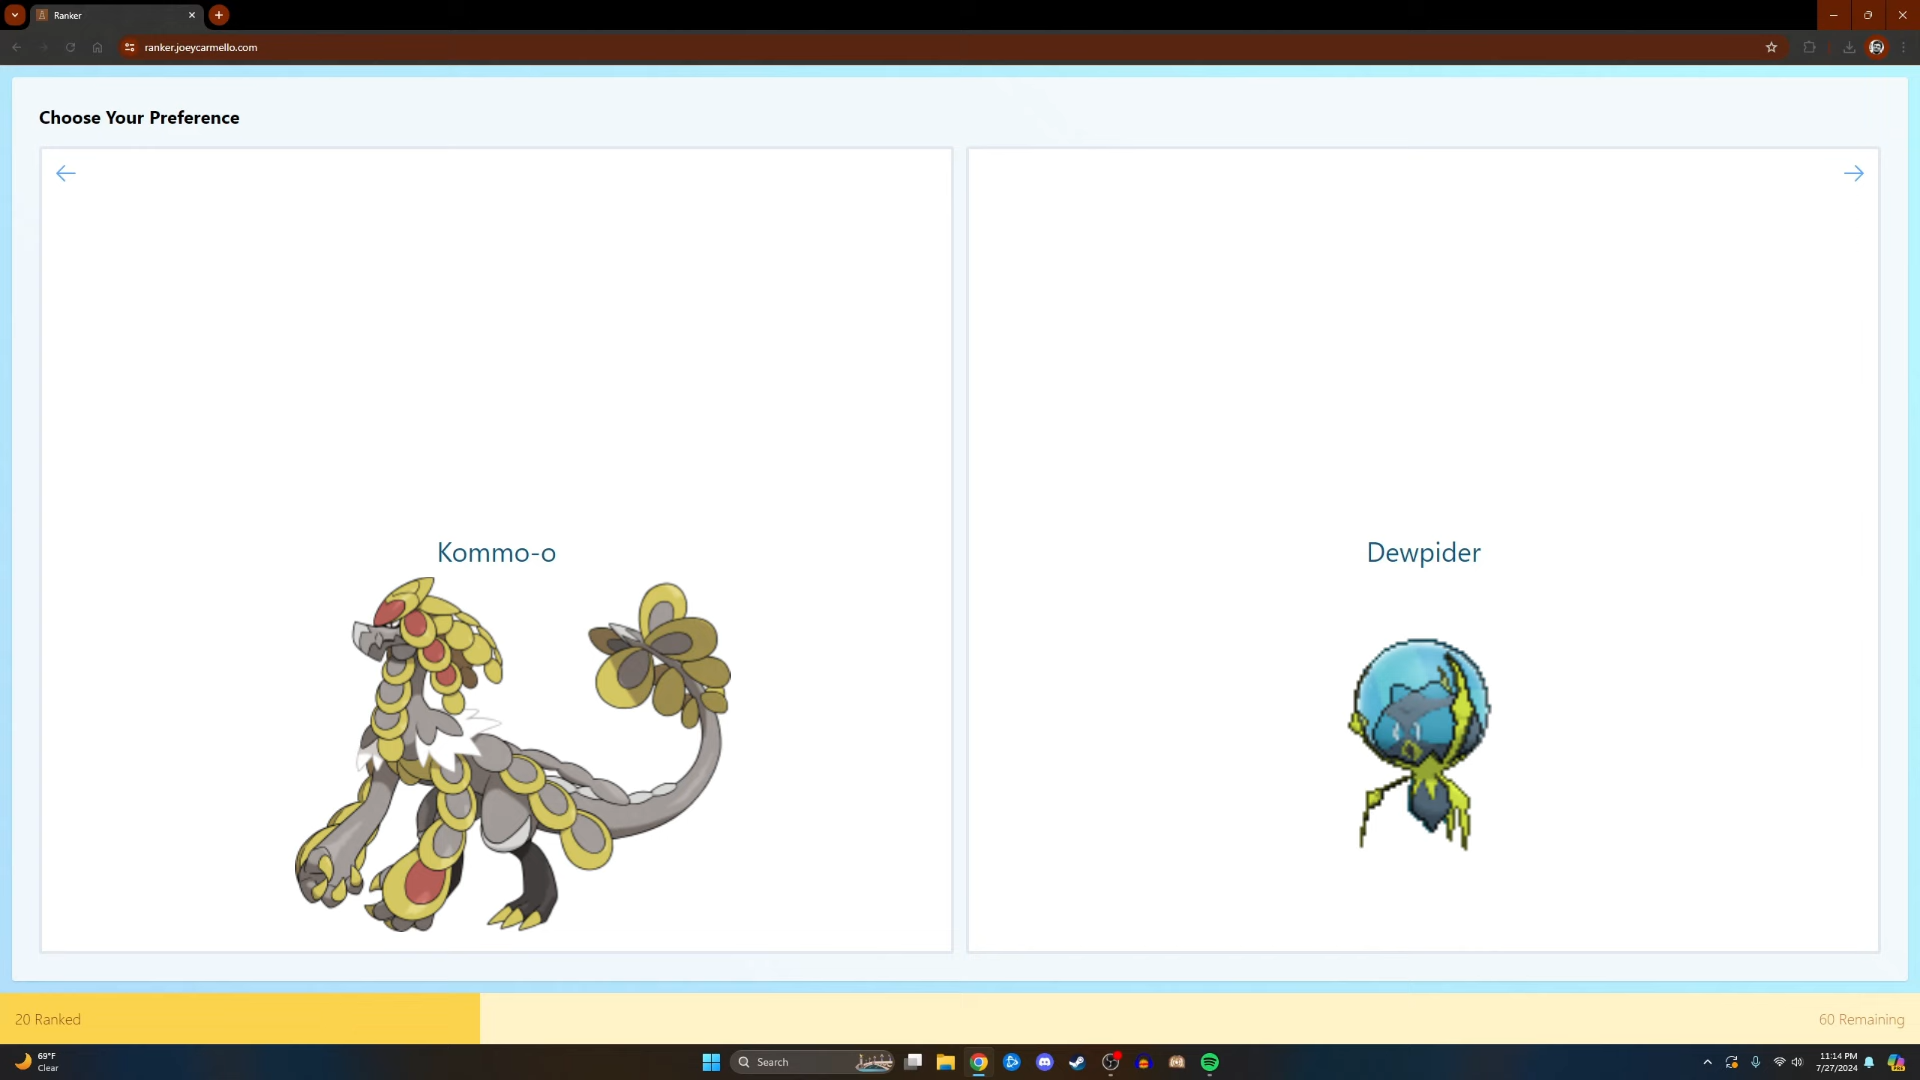 Ranker
ranker.joeycarmello.com
Choose Your Preference
Kommo-o
Dewpider
20 Ranked
60 Remaining
69°F
Clear
Search
11:14 PM
7/27/2024